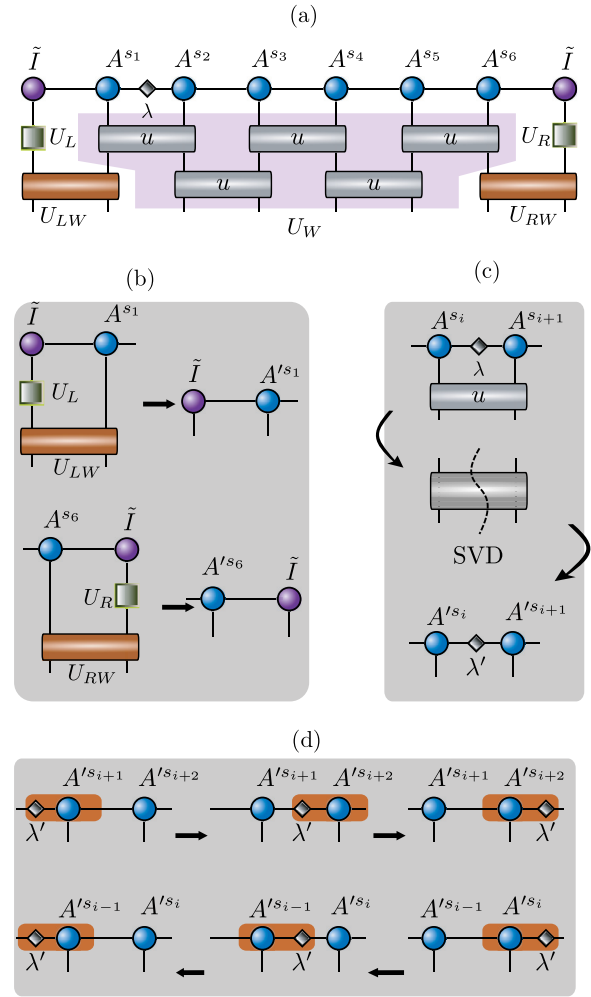 (a)
Ĩ A^{s_1} A^{s_2} A^{s_3} A^{s_4} A^{s_5} A^{s_6} Ĩ
λ
U_L u u u U_R
u u
U_{LW} U_W U_{RW}
(b)
Ĩ A^{s_1}
U_L Ĩ A'^{s_1}
U_{LW}
A^{s_6} Ĩ
U_R A'^{s_6} Ĩ
U_{RW}
(c)
A^{s_i} A^{s_{i+1}}
λ
u
SVD
A'^{s_i} A'^{s_{i+1}}
λ'
(d)
A'^{s_{i+1}} A'^{s_{i+2}} A'^{s_{i+1}} A'^{s_{i+2}} A'^{s_{i+1}} A'^{s_{i+2}}
λ' λ' λ'
A'^{s_{i-1}} A'^{s_i} A'^{s_{i-1}} A'^{s_i} A'^{s_{i-1}} A'^{s_i}
λ' λ' λ'